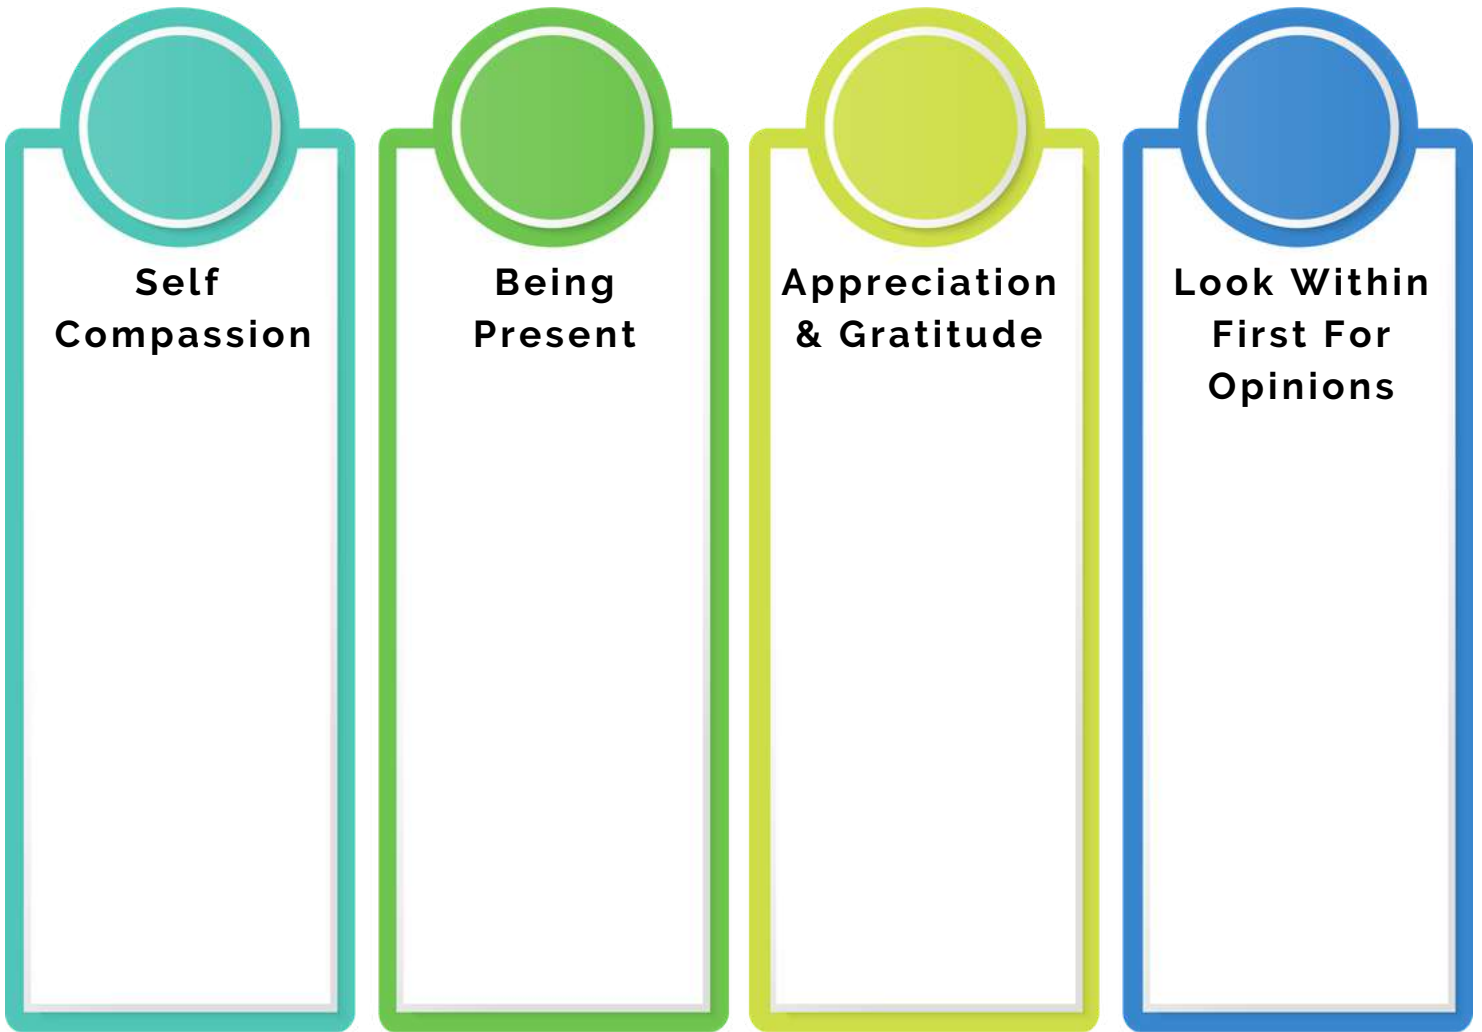 Self
Compassion
Being
Present
Appreciation
& Gratitude
Look Within
First For
Opinions